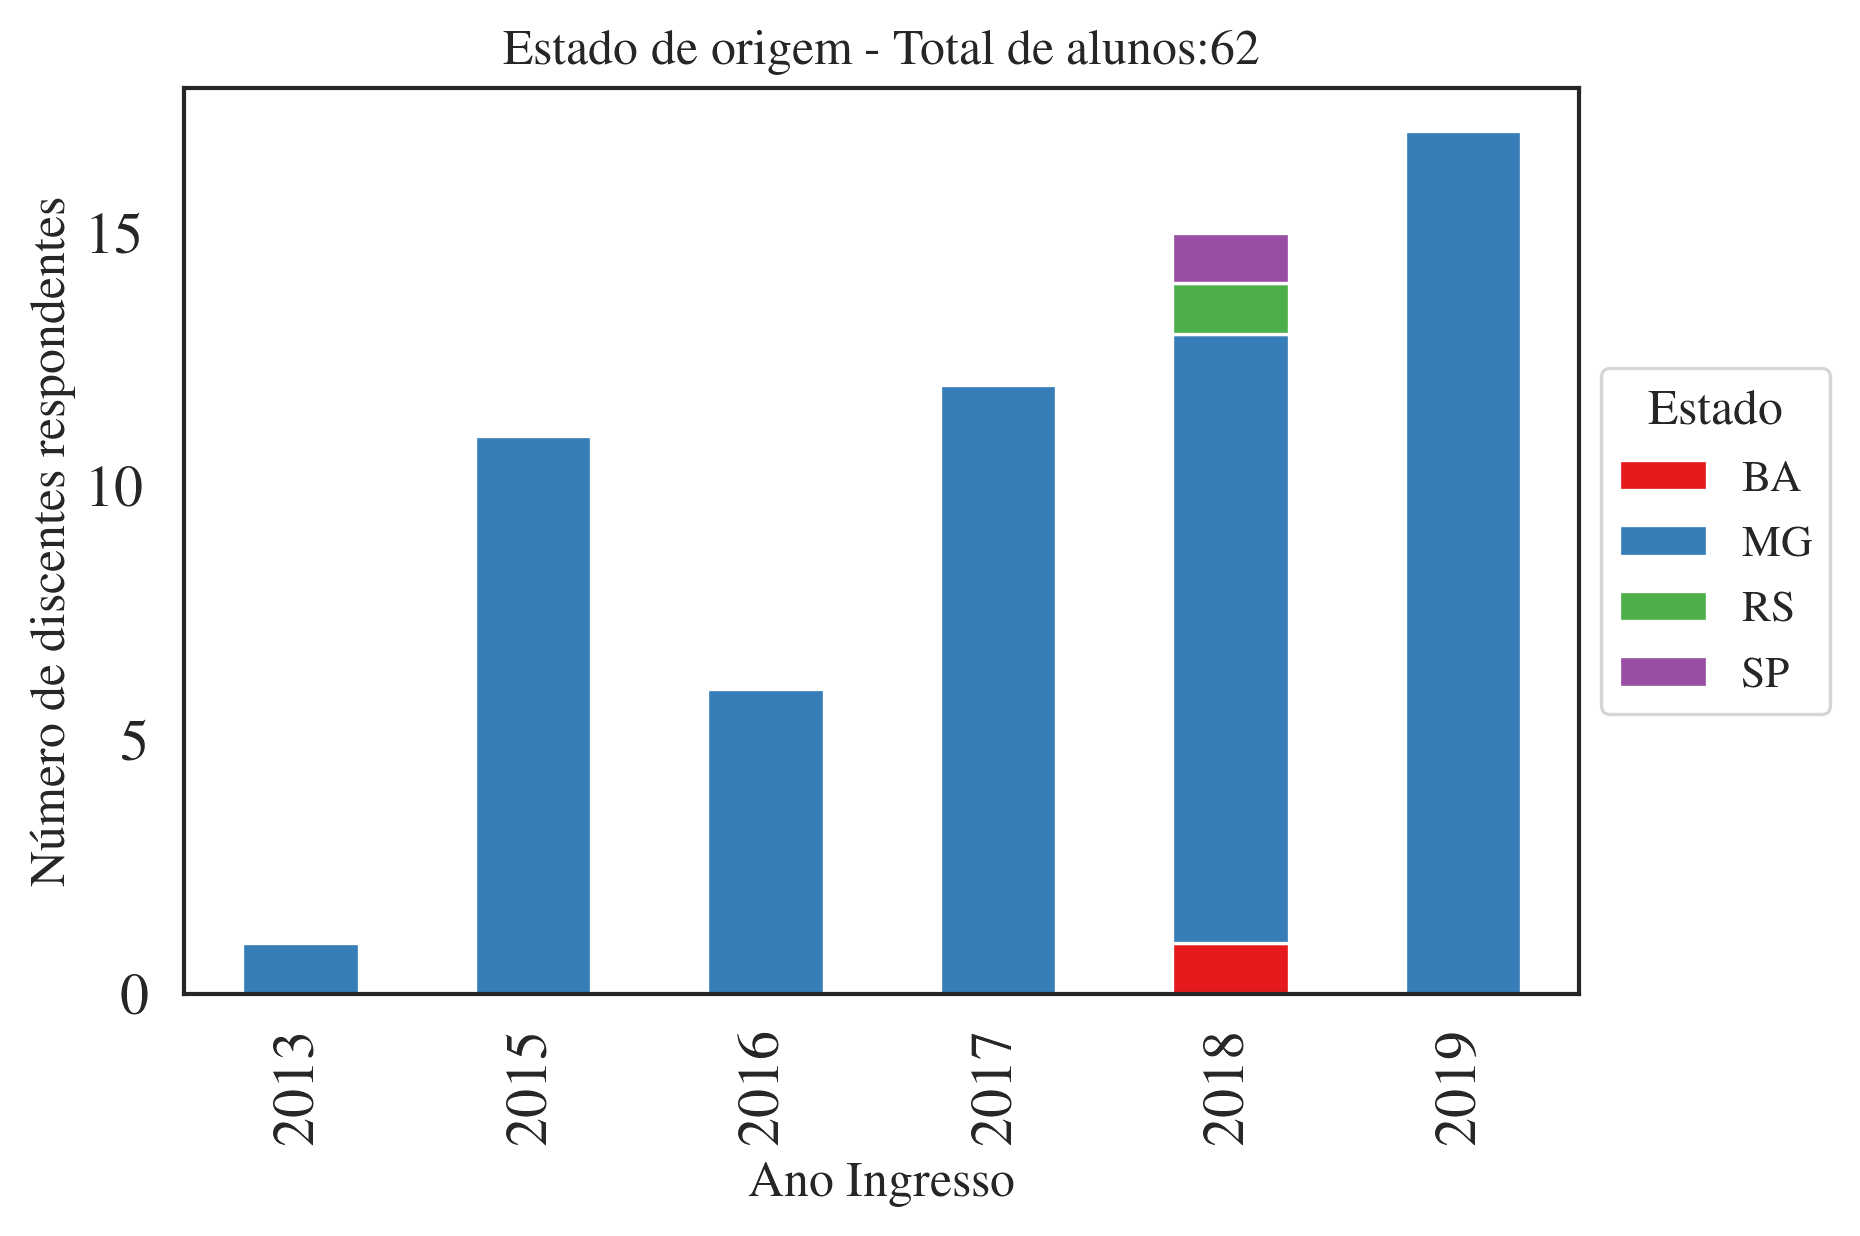 Estado de origem - Total de alunos:62
Número de discentes respondentes
15
10
5
0
2013
2015
2016
2017
2018
2019
Ano Ingresso
Estado
BA
MG
RS
SP